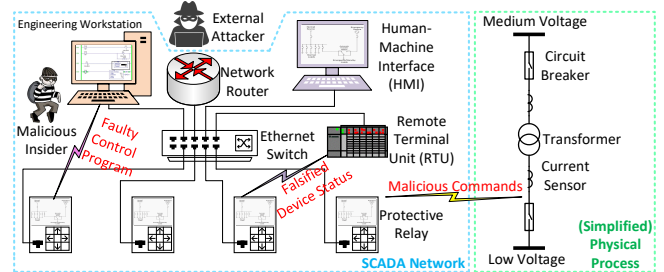 Engineering Workstation
External
Attacker
Human-
Machine
Interface
(HMI)
Network
Router
Malicious
Insider
Faulty
Control
Program
Ethernet
Switch
Remote
Terminal
Unit (RTU)
Falsified
Device Status
Malicious Commands
Protective
Relay
SCADA Network
Medium Voltage
Circuit
Breaker
Transformer
Current
Sensor
Low Voltage
(Simplified)
Physical
Process